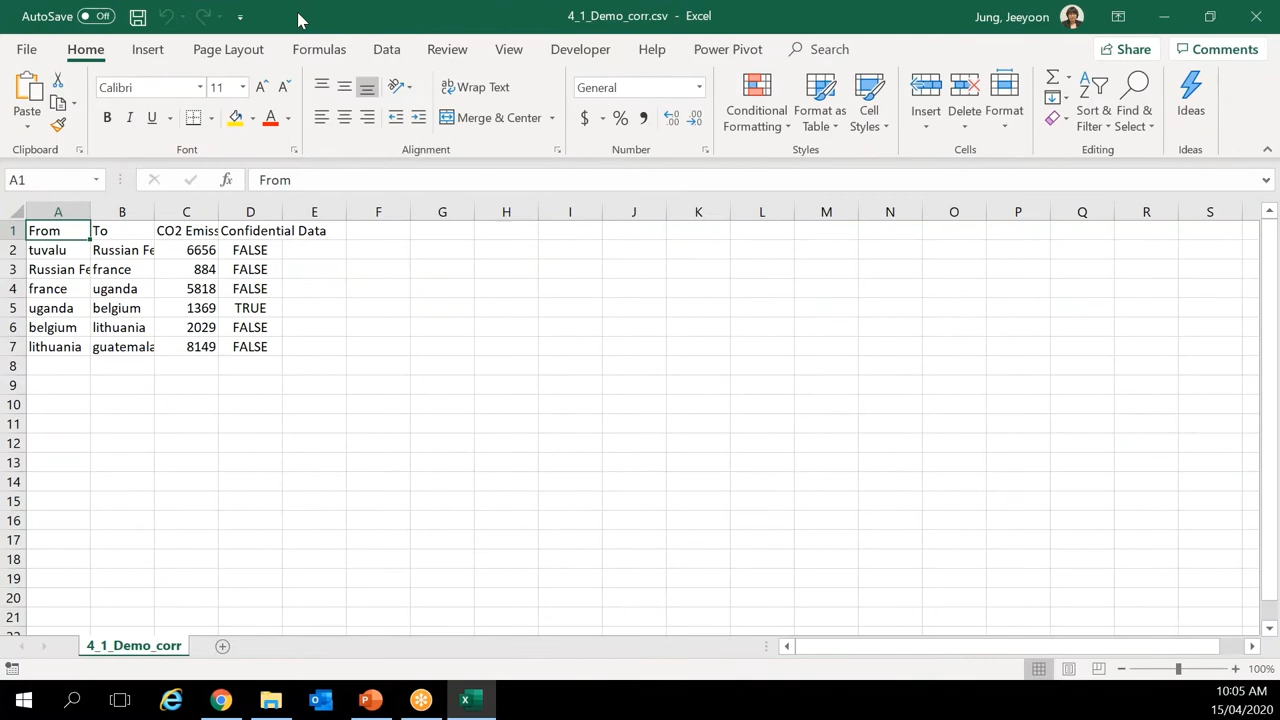 AutoSave Off 4_1_Demo_corr.csv - Excel Jung, Jeeyoon
File Home Insert Page Layout Formulas Data Review View Developer Help Power Pivot Search Share Comments
Paste
Clipboard
Calibri 11
B I U
Font
Wrap Text
Merge & Center
Alignment
General
$ % ,
Number
Conditional Formatting
Format as Table
Cell Styles
Styles
Insert Delete Format
Cells
Sort & Filter
Find & Select
Editing
Ideas
Ideas
A1 fx From
A B C D E F G H I J K L M N O P Q R S
1 From To CO2 Emiss Confidential Data
2 tuvalu Russian Fe 6656 FALSE
3 Russian Fe france 884 FALSE
4 france uganda 5818 FALSE
5 uganda belgium 1369 TRUE
6 belgium lithuania 2029 FALSE
7 lithuania guatemala 8149 FALSE
8
9
10
11
12
13
14
15
16
17
18
19
20
21
4_1_Demo_corr
100%
10:05 AM
15/04/2020